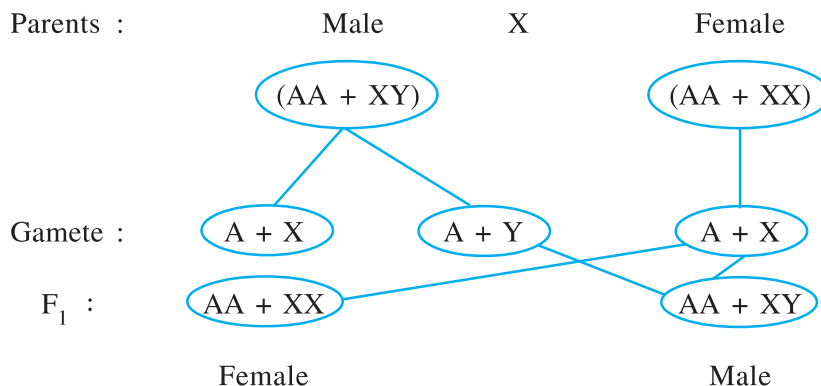 Parents : Male X Female
(AA + XY) (AA + XX)
Gamete : A + X A + Y A + X
F1 : AA + XX AA + XY
Female Male